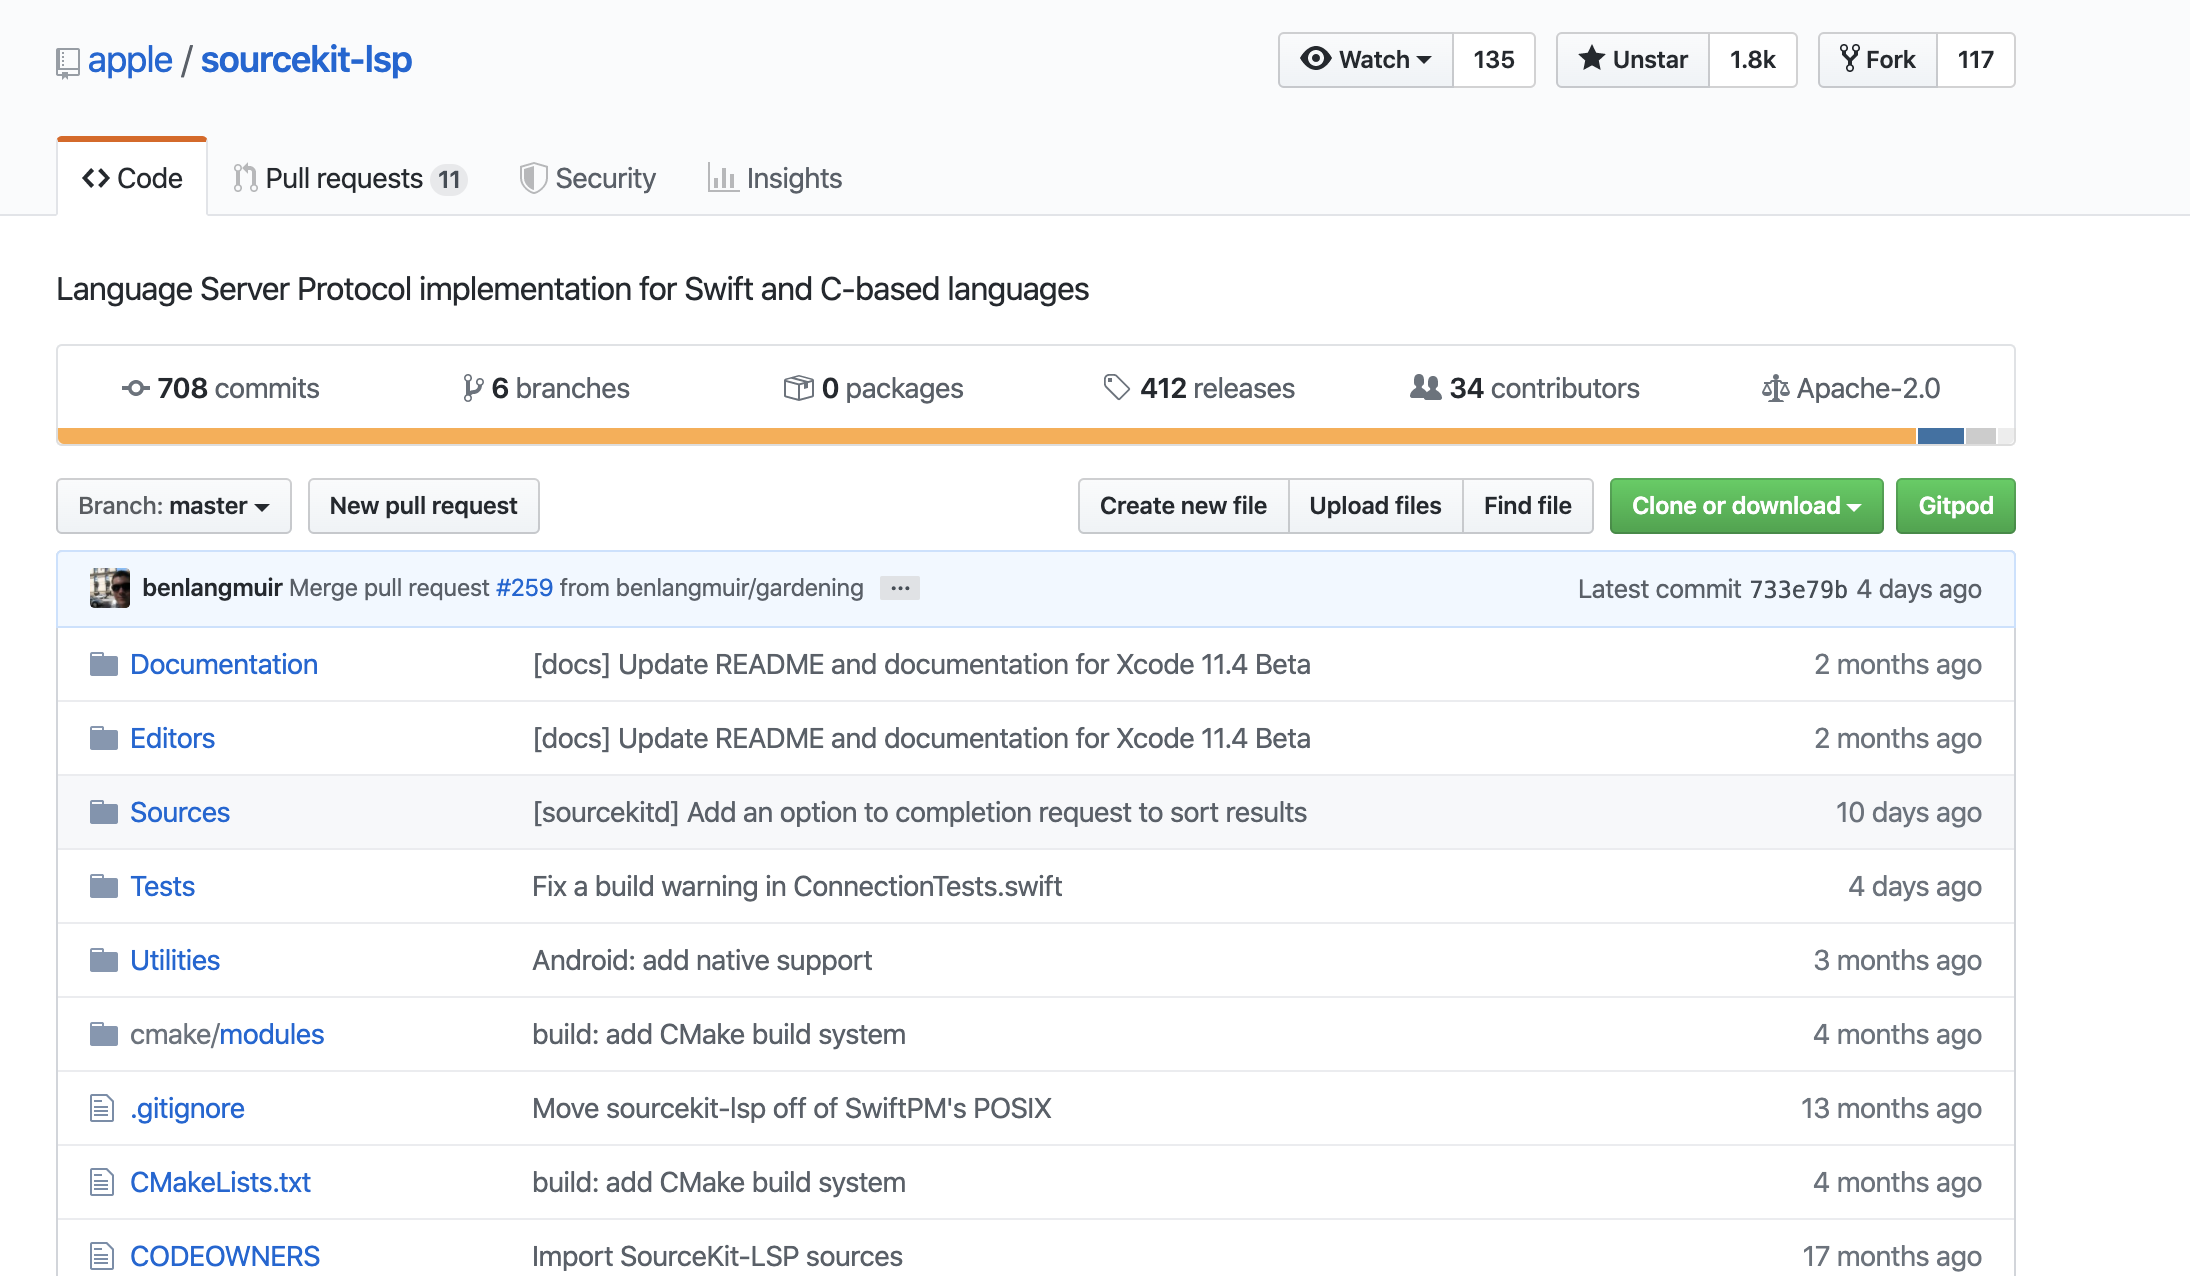 apple / sourcekit-lsp Watch 135 Unstar 1.8k Fork 117
Code Pull requests 11 Security Insights
Language Server Protocol implementation for Swift and C-based languages
708 commits 6 branches 0 packages 412 releases 34 contributors Apache-2.0
Branch: master New pull request Create new file Upload files Find file Clone or download Gitpod
benlangmuir Merge pull request #259 from benlangmuir/gardening ... Latest commit 733e79b 4 days ago
Documentation [docs] Update README and documentation for Xcode 11.4 Beta 2 months ago
Editors [docs] Update README and documentation for Xcode 11.4 Beta 2 months ago
Sources [sourcekitd] Add an option to completion request to sort results 10 days ago
Tests Fix a build warning in ConnectionTests.swift 4 days ago
Utilities Android: add native support 3 months ago
cmake/modules build: add CMake build system 4 months ago
.gitignore Move sourcekit-lsp off of SwiftPM's POSIX 13 months ago
CMakeLists.txt build: add CMake build system 4 months ago
CODEOWNERS Import SourceKit-LSP sources 17 months ago